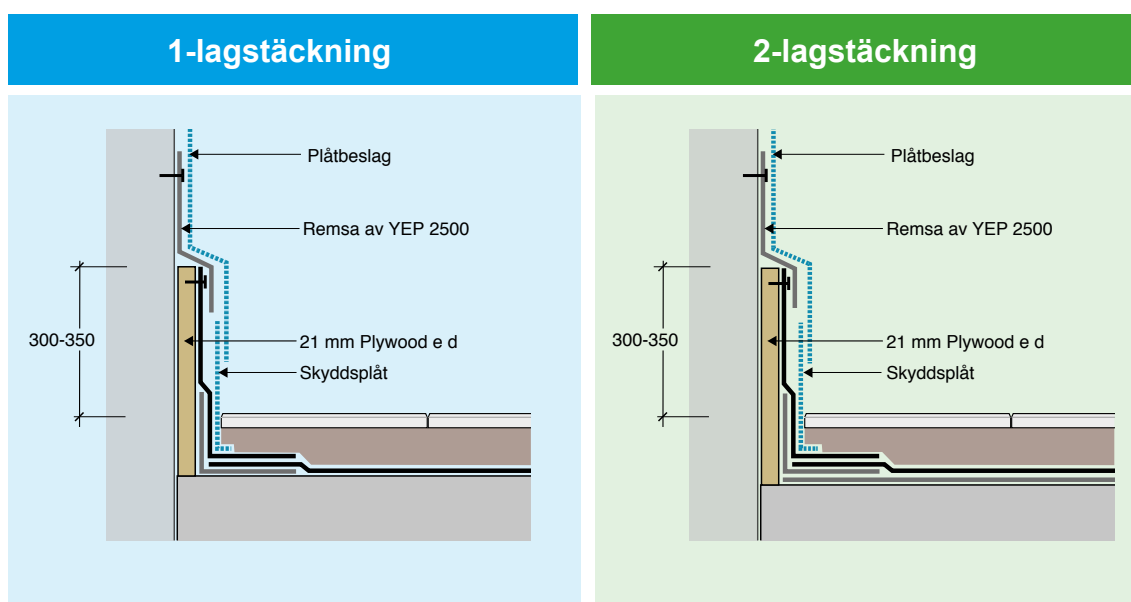 1-lagstäckning
Plåtbeslag
Remsa av YEP 2500
300-350
21 mm Plywood e d
Skyddsplåt
2-lagstäckning
Plåtbeslag
Remsa av YEP 2500
300-350
21 mm Plywood e d
Skyddsplåt